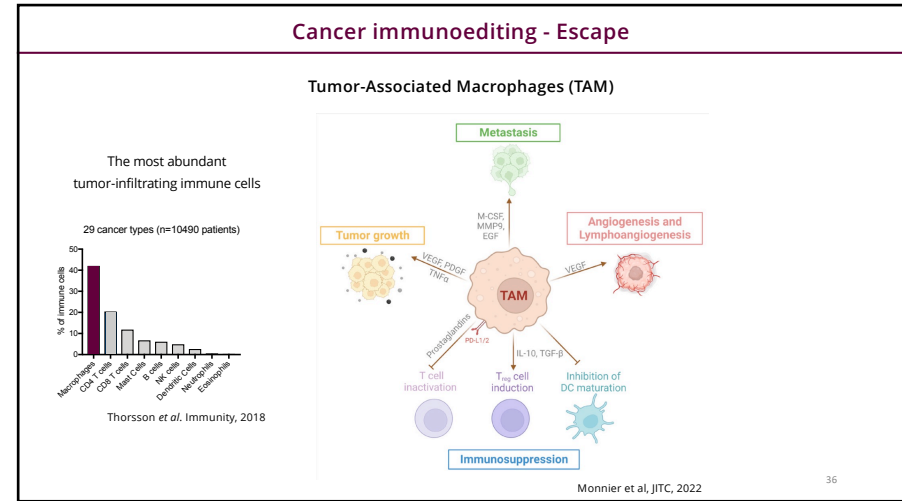 Cancer immunoediting - Escape
Tumor-Associated Macrophages (TAM)
The most abundant
tumor-infiltrating immune cells
29 cancer types (n=10490 patients)
% of immune cells
50
40
30
20
10
0
Macrophages
CD4 T cells
CD8 T cells
Mast Cells
B cells
NK cells
Dendritic Cells
Neutrophils
Eosinophils
Thorsson et al. Immunity, 2018
Metastasis
M-CSF,
MMP9,
EGF
Tumor growth
VEGF, PDGF
TNFα
Angiogenesis and
Lymphoangiogenesis
VEGF
TAM
Prostaglandins
PD-L1/2
IL-10, TGF-β
T cell
inactivation
Treg cell
induction
Inhibition of
DC maturation
Immunosuppression
Monnier et al, JITC, 2022
36